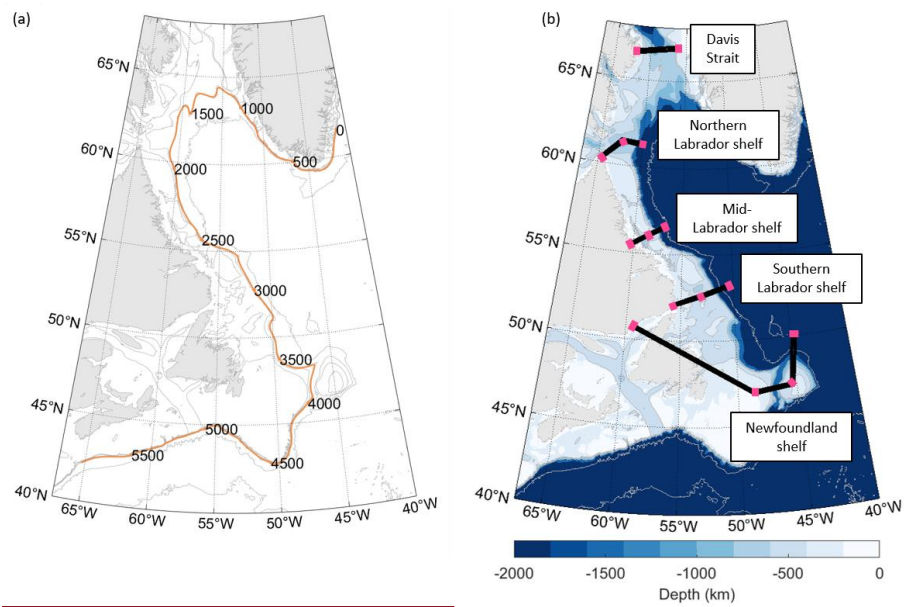 (a)
65°N
60°N
55°N
50°N
45°N
40°N
65°W
60°W
55°W
50°W
45°W
40°W
0
500
1000
1500
2000
2500
3000
3500
4000
4500
5000
5500
(b)
65°N
60°N
55°N
50°N
45°N
40°N
65°W
60°W
55°W
50°W
45°W
40°W
Davis
Strait
Northern
Labrador shelf
Mid-
Labrador shelf
Southern
Labrador shelf
Newfoundland
shelf
-2000
-1500
-1000
-500
0
Depth (km)